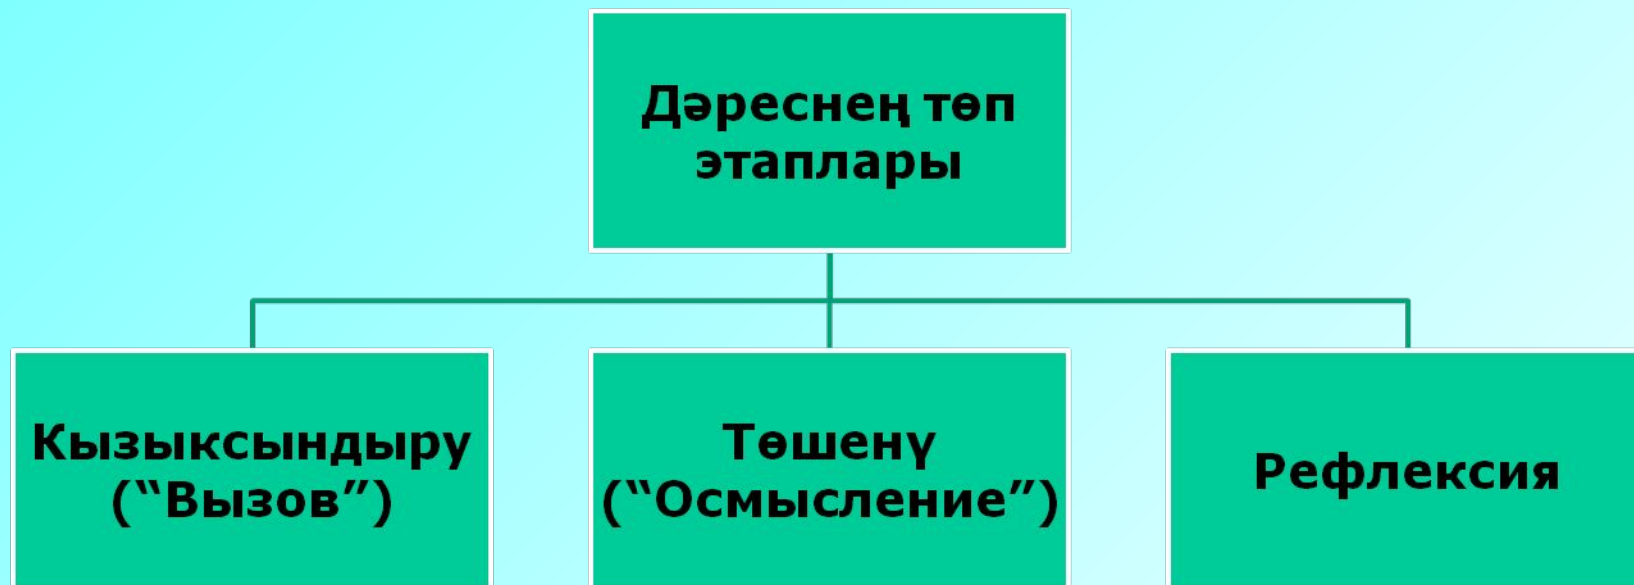 Дәреснең төп
этаплары
Кызыксындыру
(“Вызов”)
Төшенү
(“Осмысление”)
Рефлексия